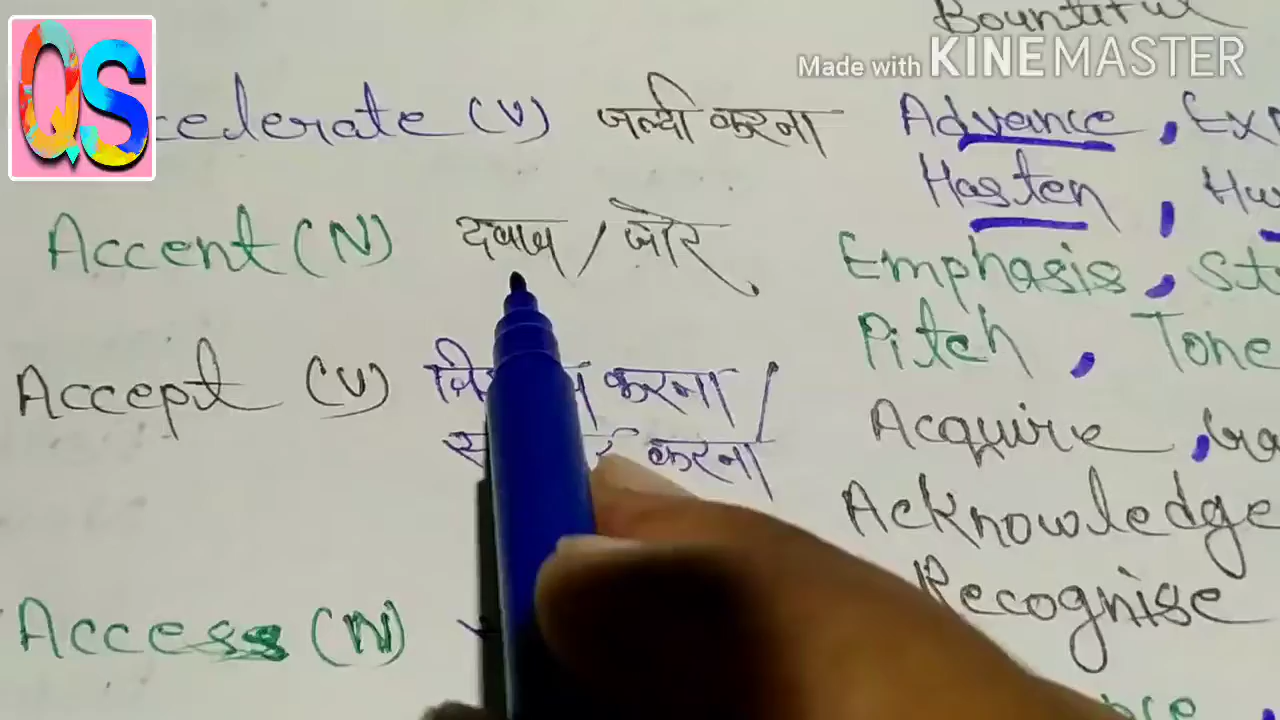 Bountiful
Made with KINEMASTER
QS
celerate (V) जल्दी करना Advance,
Hasten,
Accent (N) दबाव / जोर Emphasis,
Pitch, Tone
Accept (V) करना / Acquire,
करना Acknowledge
Recognise
Access (N)